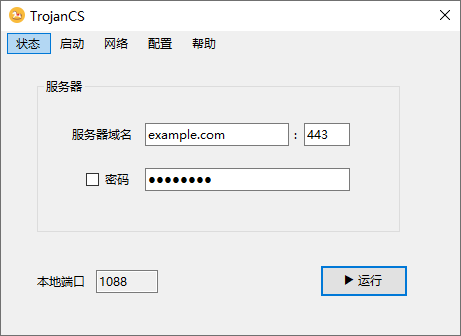 TrojanCS
状态 启动 网络 配置 帮助
服务器
服务器域名 example.com : 443
密码 ●●●●●●●●
本地端口 1088 ▶ 运行